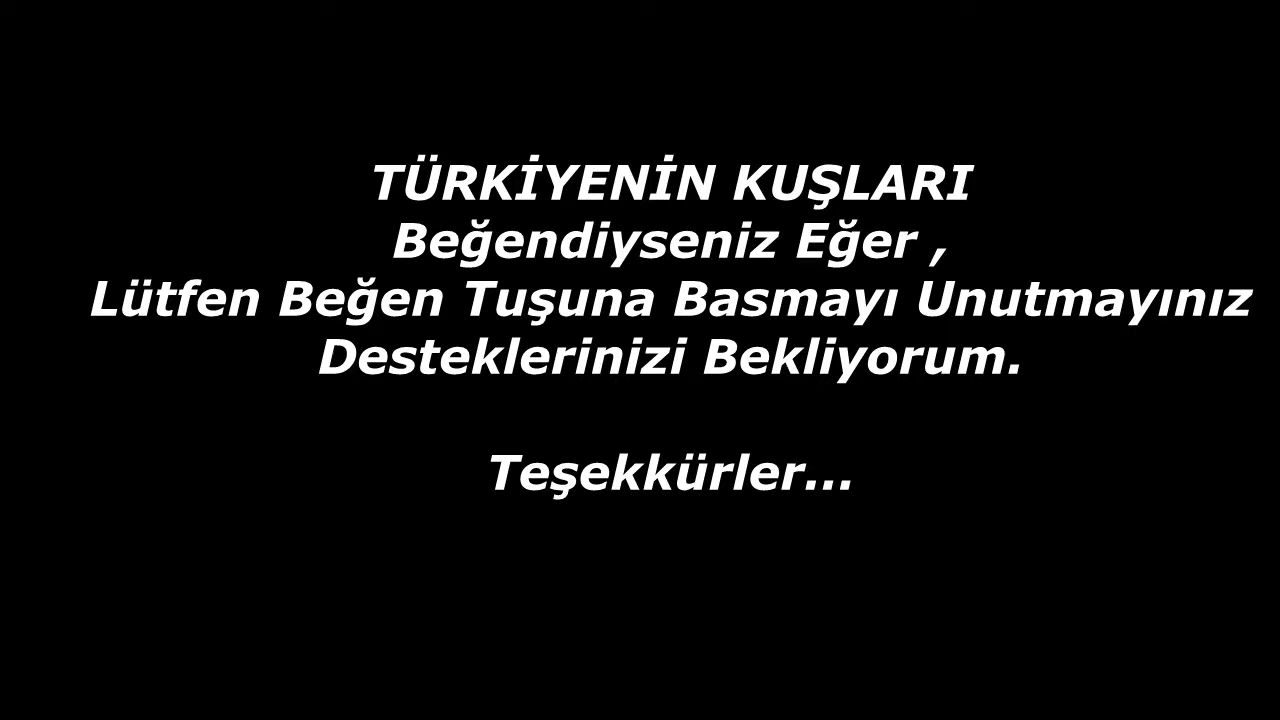 TÜRKİYENİN KUŞLARI
Beğendiyseniz Eğer ,
Lütfen Beğen Tuşuna Basmayı Unutmayınız
Desteklerinizi Bekliyorum.
Teşekkürler...